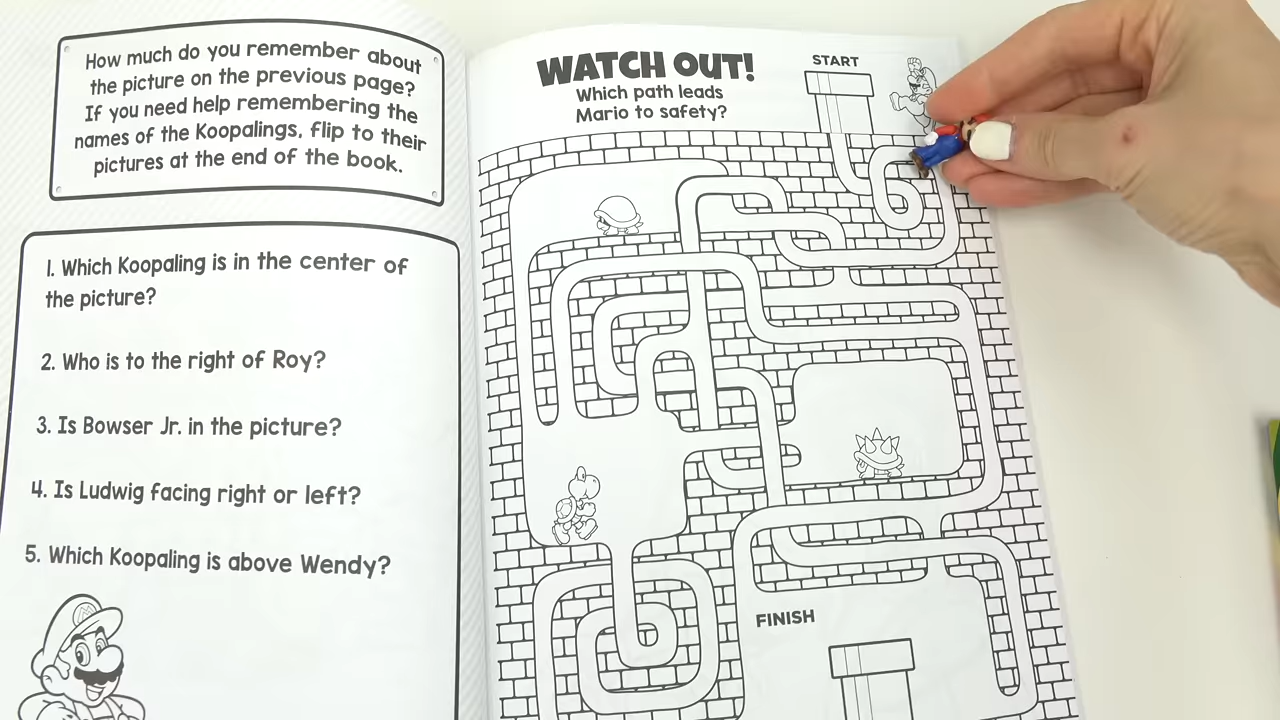 How much do you remember about
the picture on the previous page?
If you need help remembering the
names of the Koopalings, flip to their
pictures at the end of the book.
1. Which Koopaling is in the center of
the picture?
2. Who is to the right of Roy?
3. Is Bowser Jr. in the picture?
4. Is Ludwig facing right or left?
5. Which Koopaling is above Wendy?
M
WATCH OUT!
Which path leads
Mario to safety?
START
FINISH